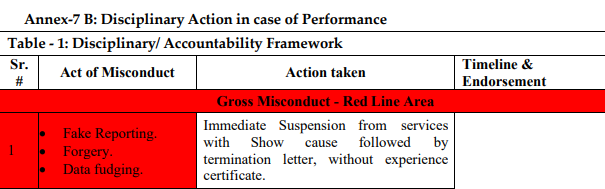 Annex-7 B: Disciplinary Action in case of Performance
Table - 1: Disciplinary/ Accountability Framework
Sr. # Act of Misconduct Action taken Timeline & Endorsement
Gross Misconduct - Red Line Area
1
• Fake Reporting.
• Forgery.
• Data fudging.
Immediate Suspension from services
with Show cause followed by
termination letter, without experience
certificate.